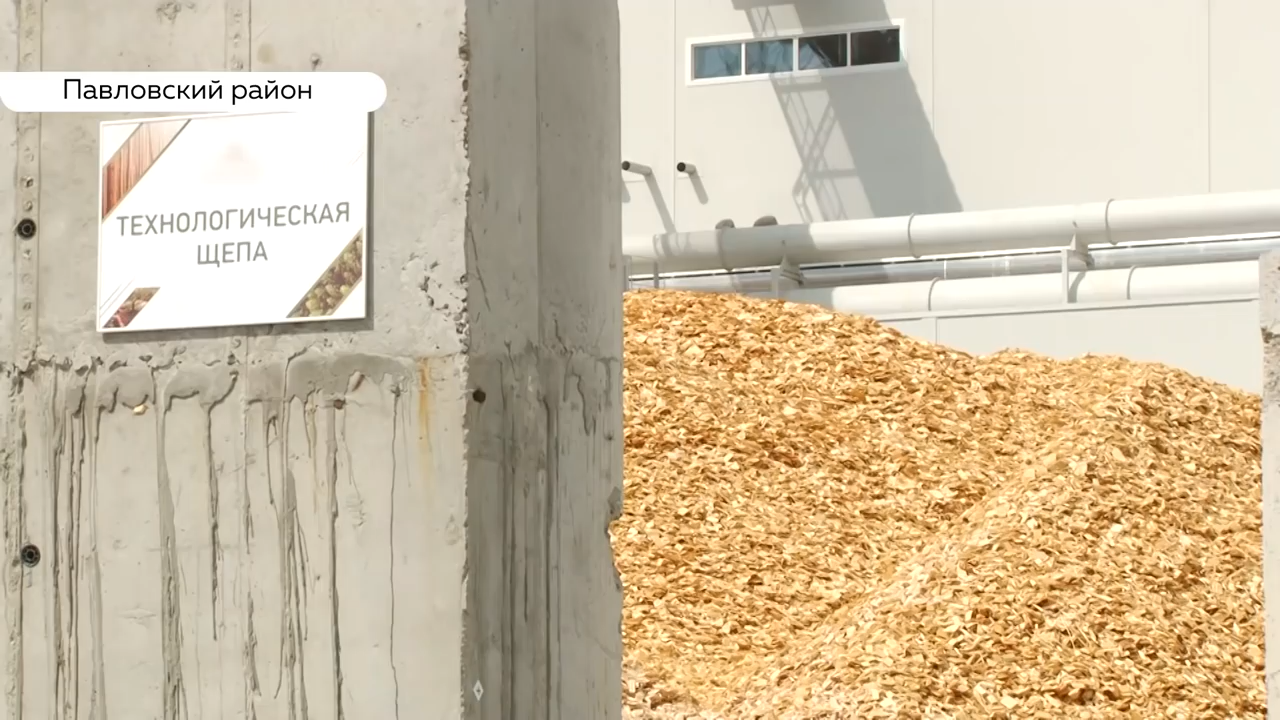 Павловский район
ТЕХНОЛОГИЧЕСКАЯ
ЩЕПА